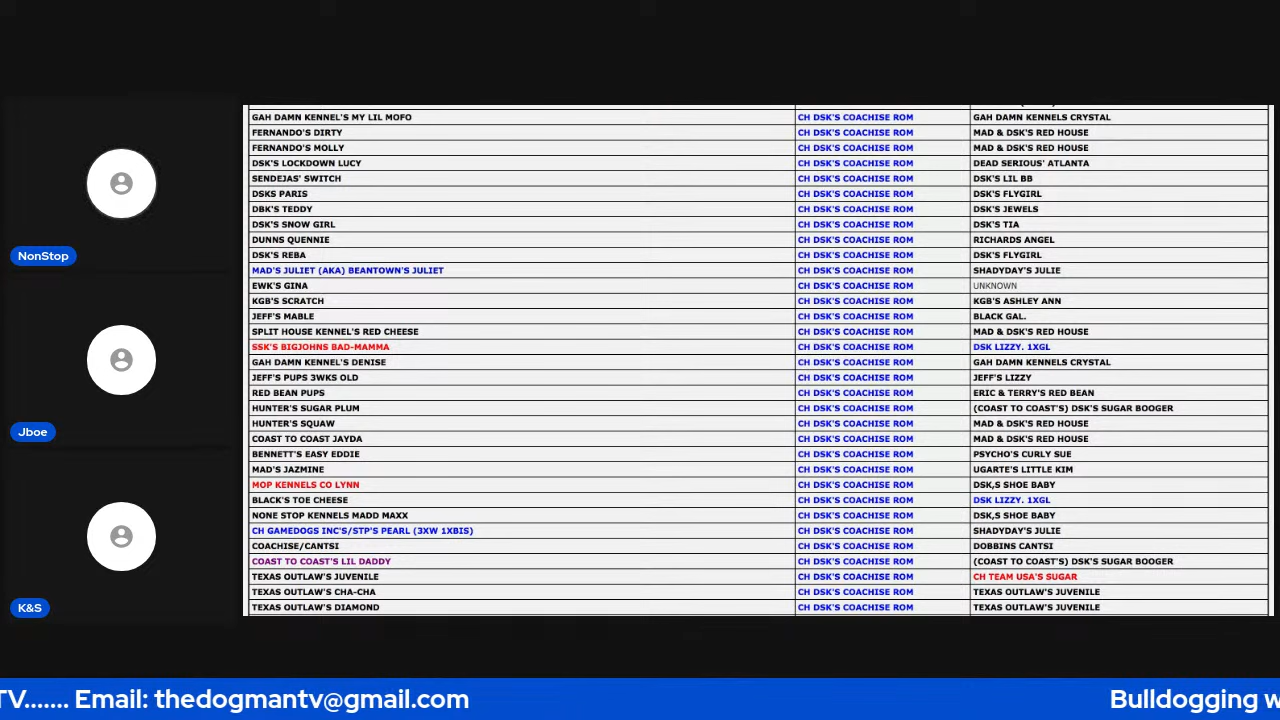 GAH DAMN KENNEL'S MY LIL MOFO CH DSK'S COACHISE ROM GAH DAMN KENNELS CRYSTAL
FERNANDO'S DIRTY CH DSK'S COACHISE ROM MAD & DSK'S RED HOUSE
FERNANDO'S MOLLY CH DSK'S COACHISE ROM MAD & DSK'S RED HOUSE
DSK'S LOCKDOWN LUCY CH DSK'S COACHISE ROM DEAD SERIOUS' ATLANTA
SENDEJAS' SWITCH CH DSK'S COACHISE ROM DSK'S LIL BB
DSKS PARIS CH DSK'S COACHISE ROM DSK'S FLYGIRL
DBK'S TEDDY CH DSK'S COACHISE ROM DSK'S JEWELS
DSK'S SNOW GIRL CH DSK'S COACHISE ROM DSK'S TIA
DUNNS QUENNIE CH DSK'S COACHISE ROM RICHARDS ANGEL
DSK'S REBA CH DSK'S COACHISE ROM DSK'S FLYGIRL
MAD'S JULIET (AKA) BEANTOWN'S JULIET CH DSK'S COACHISE ROM SHADYDAY'S JULIE
EWK'S GINA CH DSK'S COACHISE ROM UNKNOWN
KGB'S SCRATCH CH DSK'S COACHISE ROM KGB'S ASHLEY ANN
JEFF'S MABLE CH DSK'S COACHISE ROM BLACK GAL.
SPLIT HOUSE KENNEL'S RED CHEESE CH DSK'S COACHISE ROM MAD & DSK'S RED HOUSE
SSK'S BIGJOHNS BAD-MAMMA CH DSK'S COACHISE ROM DSK LIZZY. 1XGL
GAH DAMN KENNEL'S DENISE CH DSK'S COACHISE ROM GAH DAMN KENNELS CRYSTAL
JEFF'S PUPS 3WKS OLD CH DSK'S COACHISE ROM JEFF'S LIZZY
RED BEAN PUPS CH DSK'S COACHISE ROM ERIC & TERRY'S RED BEAN
HUNTER'S SUGAR PLUM CH DSK'S COACHISE ROM (COAST TO COAST'S) DSK'S SUGAR BOOGER
HUNTER'S SQUAW CH DSK'S COACHISE ROM MAD & DSK'S RED HOUSE
COAST TO COAST JAYDA CH DSK'S COACHISE ROM MAD & DSK'S RED HOUSE
BENNETT'S EASY EDDIE CH DSK'S COACHISE ROM PSYCHO'S CURLY SUE
MAD'S JAZMINE CH DSK'S COACHISE ROM UGARTE'S LITTLE KIM
MOP KENNELS CO LYNN CH DSK'S COACHISE ROM DSK,S SHOE BABY
BLACK'S TOE CHEESE CH DSK'S COACHISE ROM DSK LIZZY. 1XGL
NONE STOP KENNELS MADD MAXX CH DSK'S COACHISE ROM DSK,S SHOE BABY
CH GAMEDOGS INC'S/STP'S PEARL (3XW 1XBIS) CH DSK'S COACHISE ROM SHADYDAY'S JULIE
COACHISE/CANTSI CH DSK'S COACHISE ROM DOBBINS CANTSI
COAST TO COAST'S LIL DADDY CH DSK'S COACHISE ROM (COAST TO COAST'S) DSK'S SUGAR BOOGER
TEXAS OUTLAW'S JUVENILE CH DSK'S COACHISE ROM CH TEAM USA'S SUGAR
TEXAS OUTLAW'S CHA-CHA CH DSK'S COACHISE ROM TEXAS OUTLAW'S JUVENILE
TEXAS OUTLAW'S DIAMOND CH DSK'S COACHISE ROM TEXAS OUTLAW'S JUVENILE
NonStop
Jboe
K&S
TV....... Email: thedogmantv@gmail.com Bulldogging